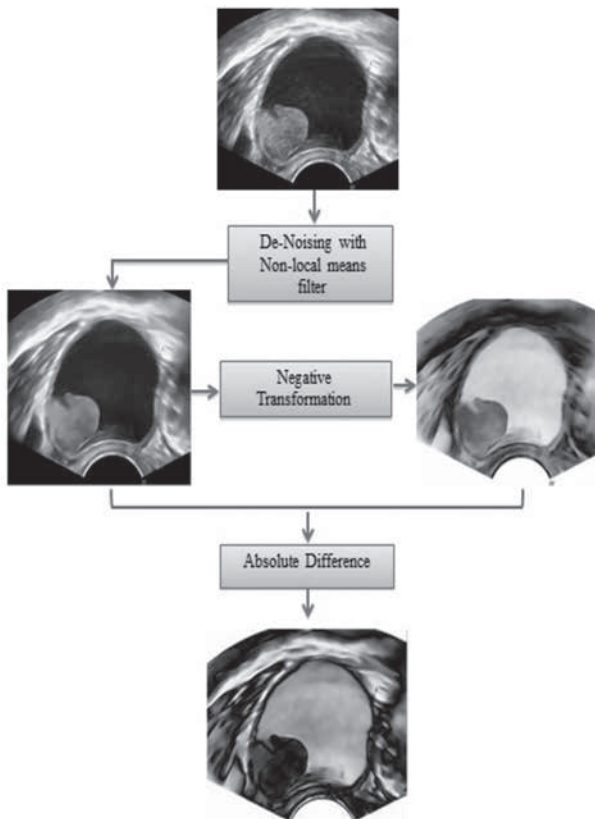 De-Noising with
Non-local means
filter
Negative
Transformation
Absolute Difference